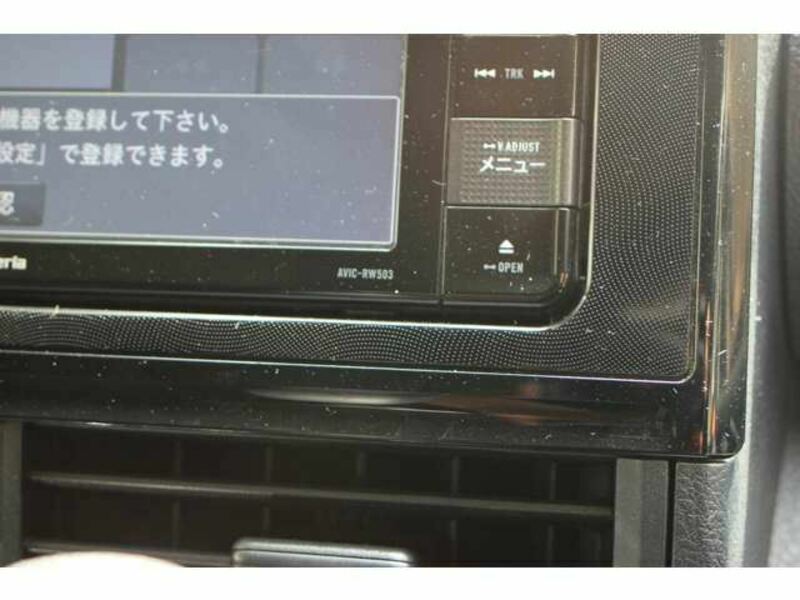 機器を登録して下さい。
設定」で登録できます。
TRK
V.ADJUST
メニュー
OPEN
AVIC-RW503